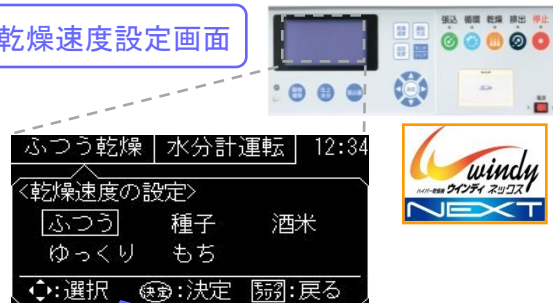 乾燥速度設定画面
張込 循環 乾燥 排出 停止
ふつう乾燥 水分計運転 12:34
<乾燥速度の設定>
ふつう 種子 酒米
ゆっくり もち
:選択 決定:決定 :戻る
windy
ハイパー乾燥機 ウインディ ネックス
NEXT